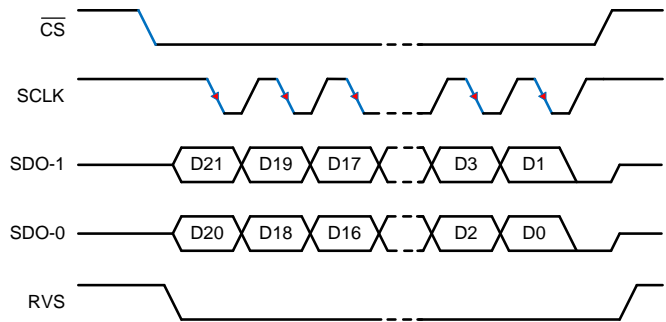 CS
SCLK
SDO-1 D21 D19 D17 D3 D1
SDO-0 D20 D18 D16 D2 D0
RVS